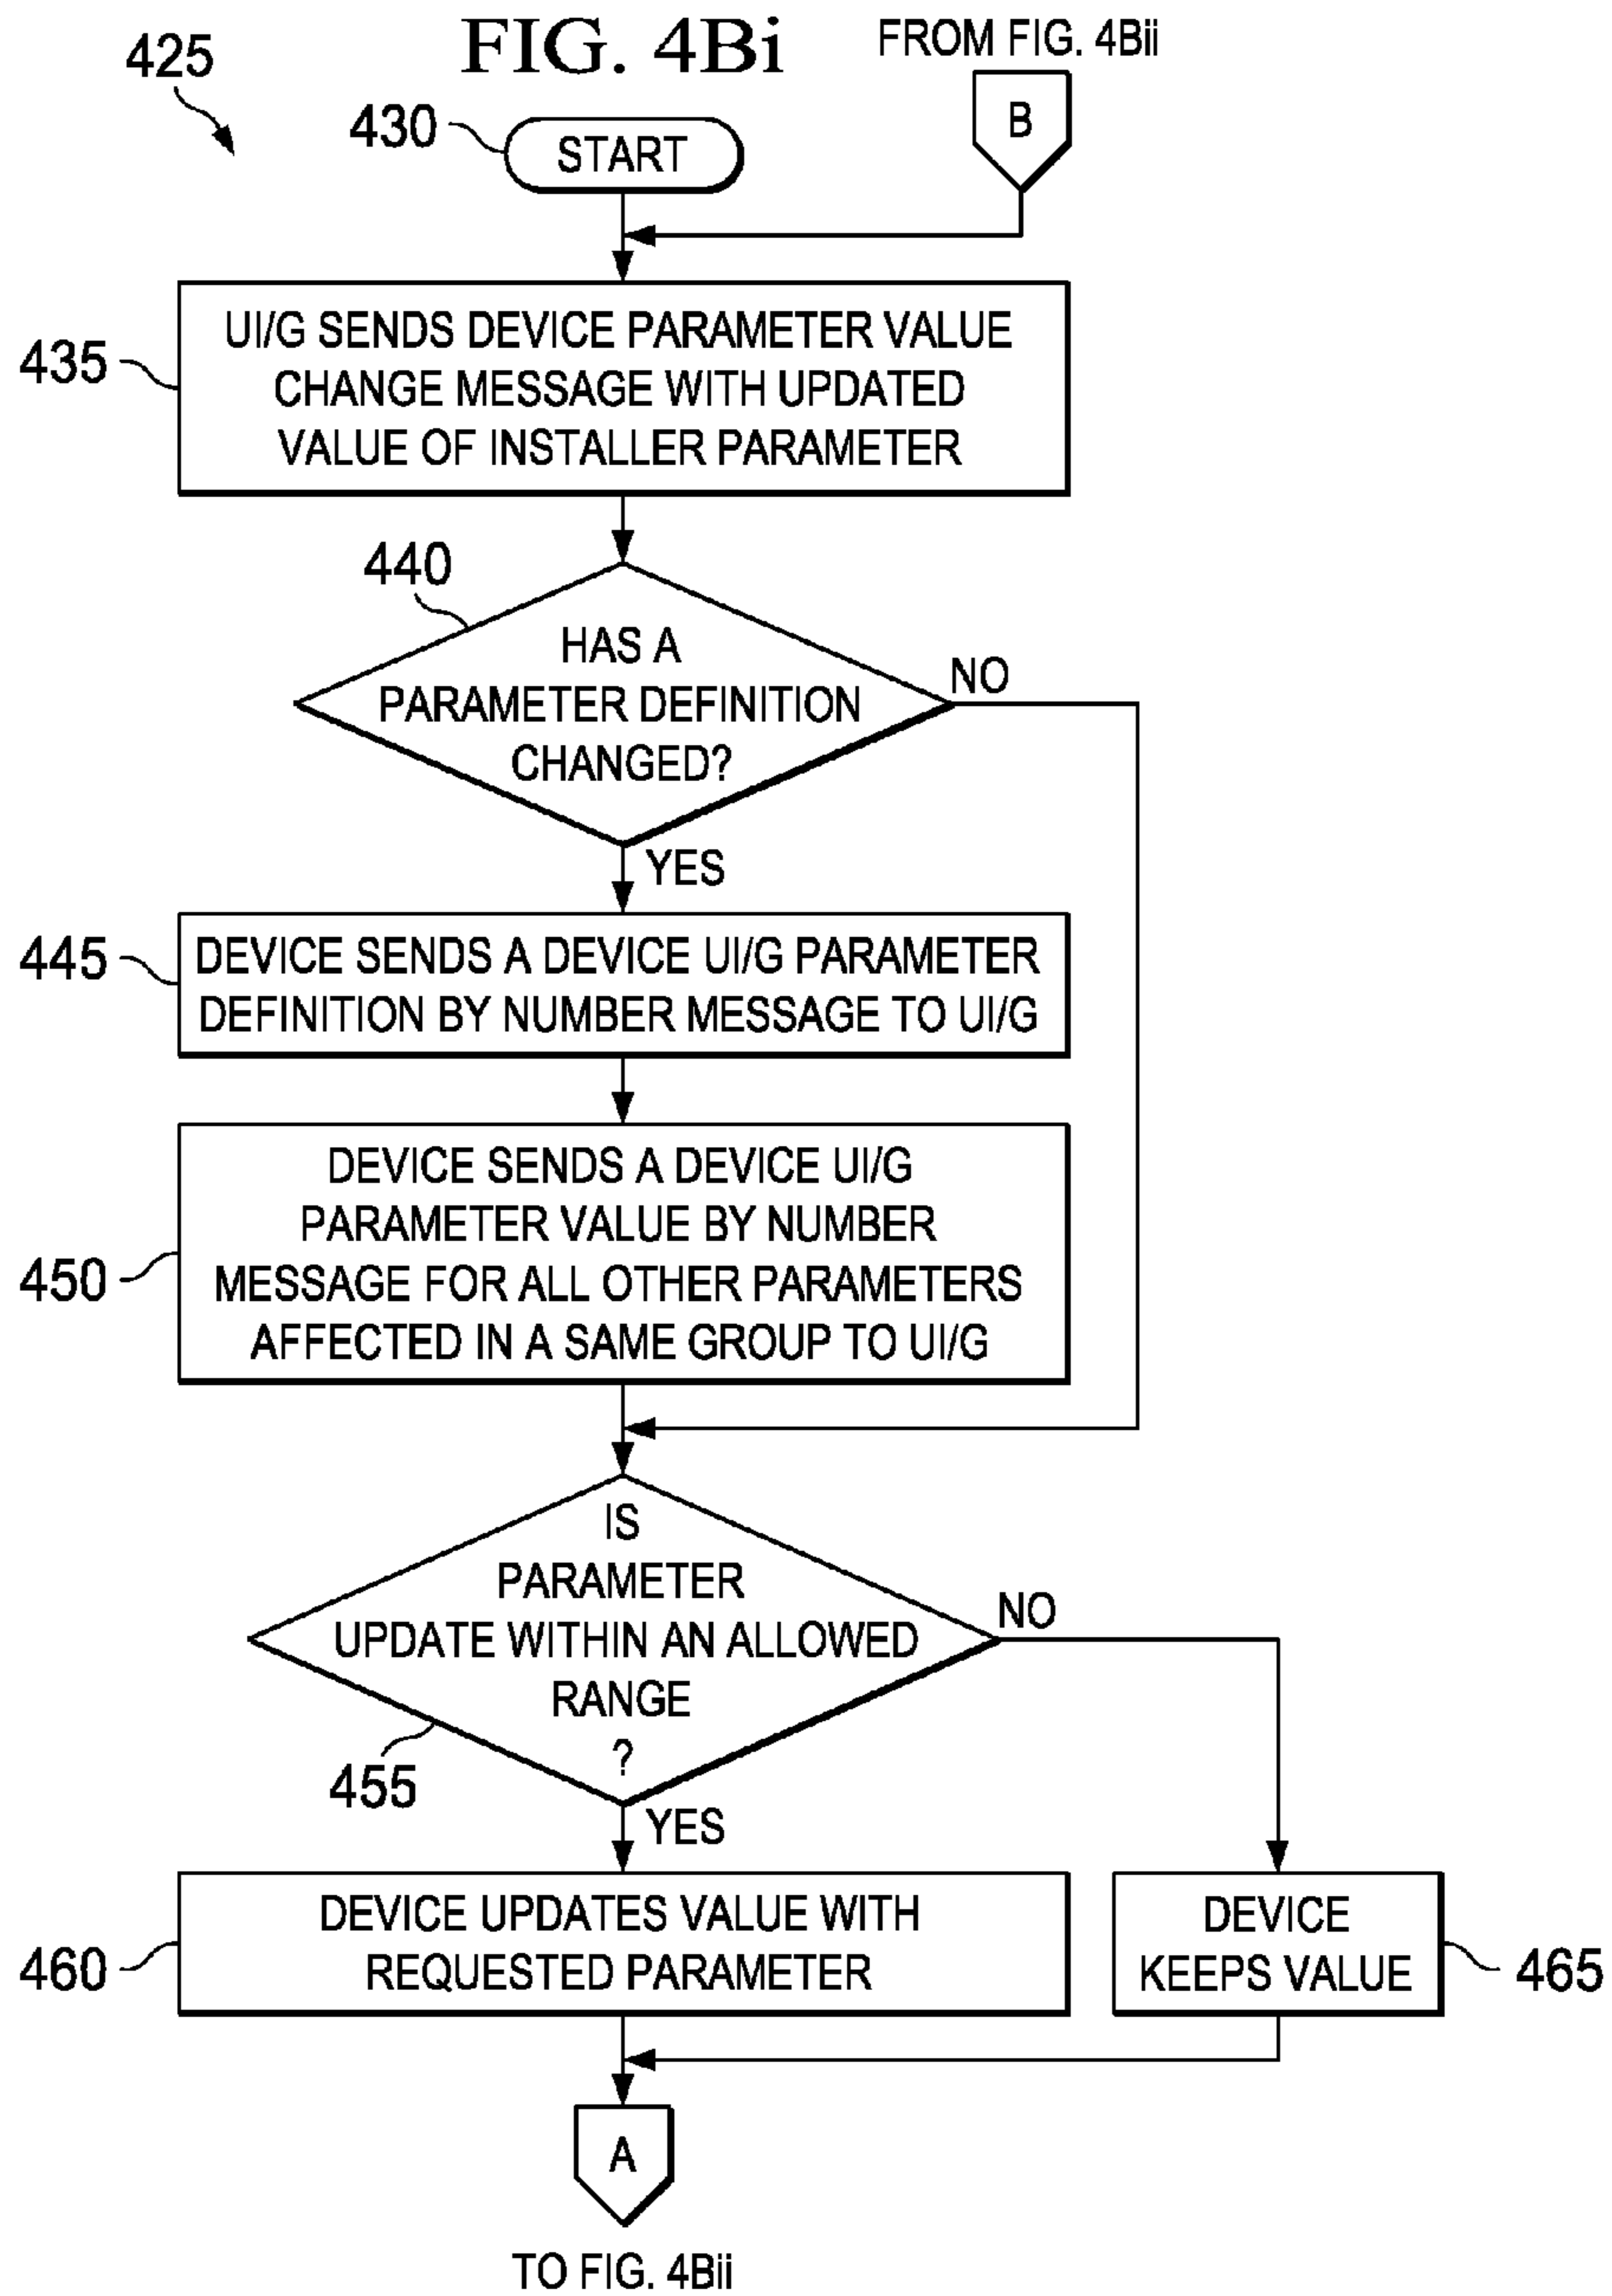 FIG. 4Bi
FROM FIG. 4Bii
425
430
START
B
435
UI/G SENDS DEVICE PARAMETER VALUE
CHANGE MESSAGE WITH UPDATED
VALUE OF INSTALLER PARAMETER
440
HAS A
PARAMETER DEFINITION
CHANGED?
NO
YES
445
DEVICE SENDS A DEVICE UI/G PARAMETER
DEFINITION BY NUMBER MESSAGE TO UI/G
450
DEVICE SENDS A DEVICE UI/G
PARAMETER VALUE BY NUMBER
MESSAGE FOR ALL OTHER PARAMETERS
AFFECTED IN A SAME GROUP TO UI/G
IS
PARAMETER
UPDATE WITHIN AN ALLOWED
RANGE
?
NO
455
YES
460
DEVICE UPDATES VALUE WITH
REQUESTED PARAMETER
DEVICE
KEEPS VALUE
465
A
TO FIG. 4Bii